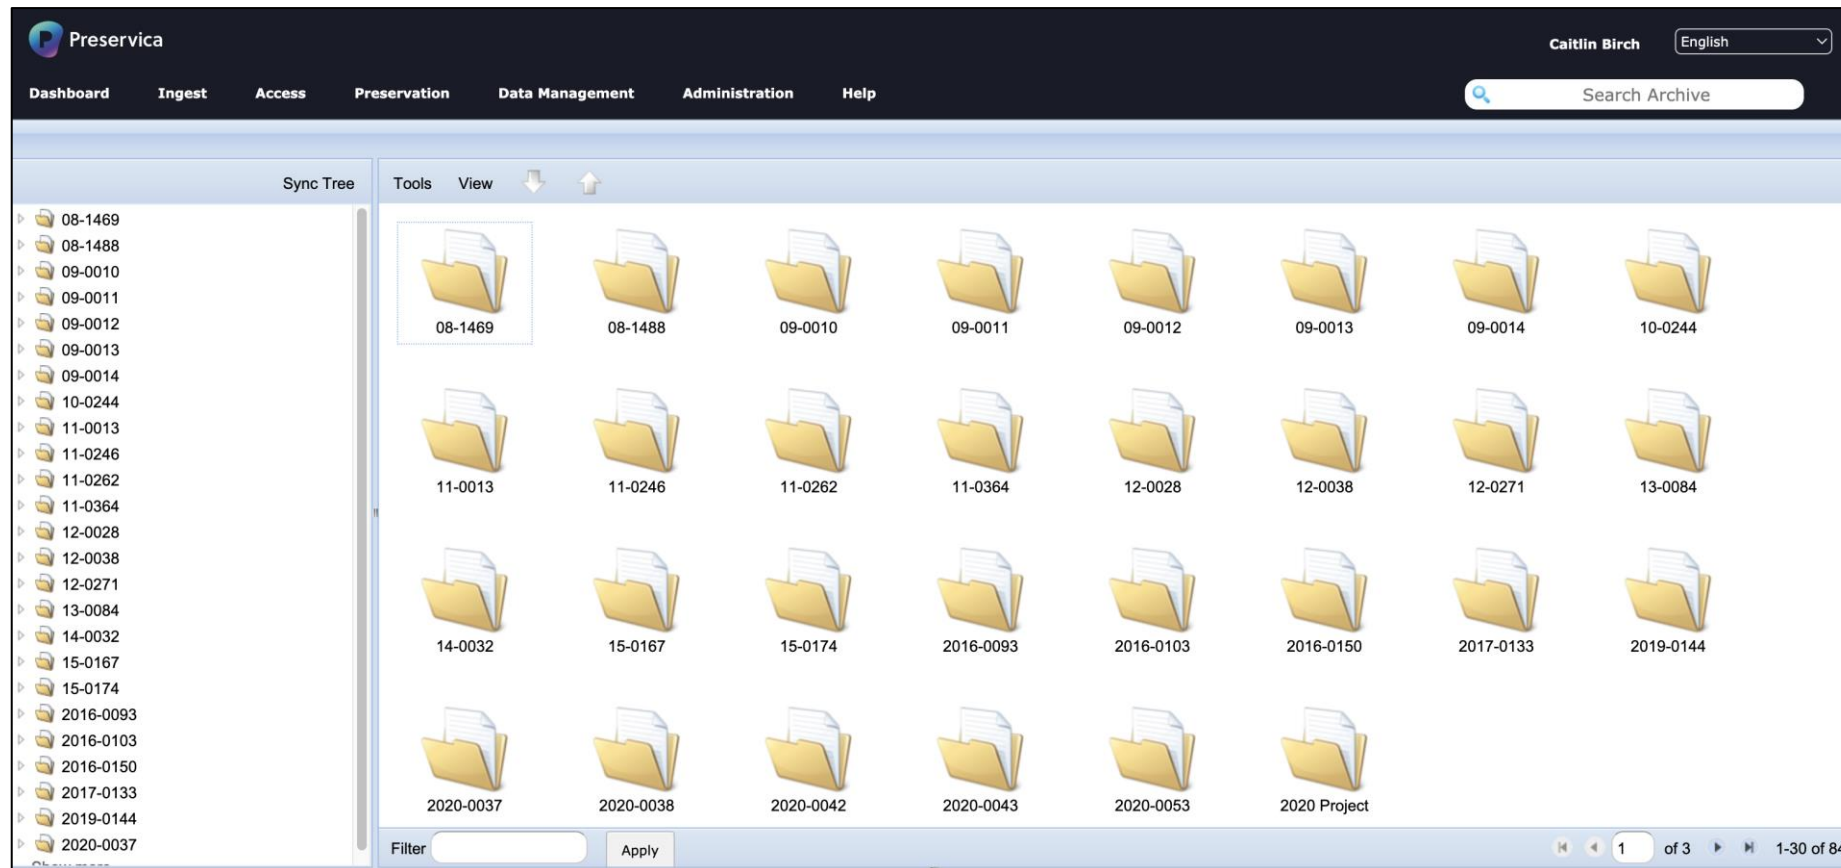 Preservica
Caitlin Birch
English
Dashboard Ingest Access Preservation Data Management Administration Help
Search Archive
Sync Tree
08-1469
08-1488
09-0010
09-0011
09-0012
09-0013
09-0014
10-0244
11-0013
11-0246
11-0262
11-0364
12-0028
12-0038
12-0271
13-0084
14-0032
15-0167
15-0174
2016-0093
2016-0103
2016-0150
2017-0133
2019-0144
2020-0037
Tools View
08-1469 08-1488 09-0010 09-0011 09-0012 09-0013 09-0014 10-0244
11-0013 11-0246 11-0262 11-0364 12-0028 12-0038 12-0271 13-0084
14-0032 15-0167 15-0174 2016-0093 2016-0103 2016-0150 2017-0133 2019-0144
2020-0037 2020-0038 2020-0042 2020-0043 2020-0053 2020 Project
Filter Apply
1 of 3 1-30 of 84